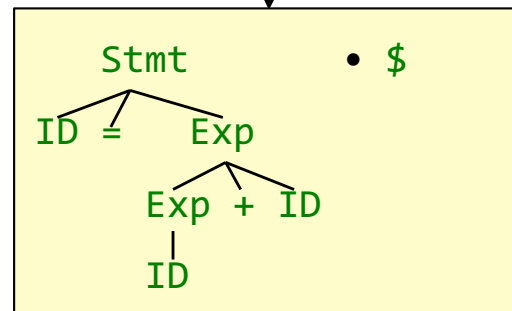 Stmt • $
ID = Exp
Exp + ID
ID